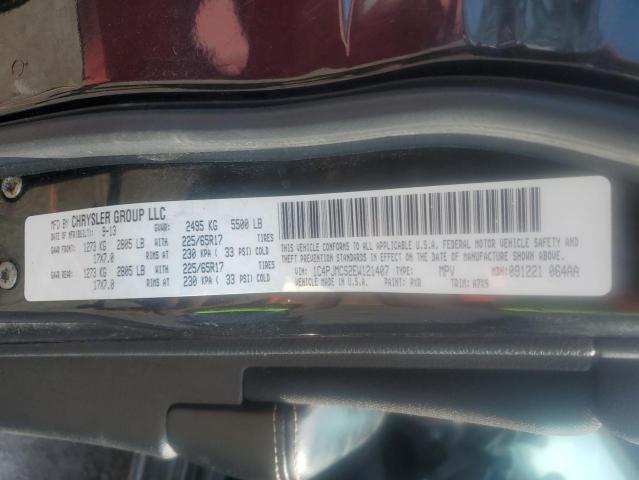 MFD BY CHRYSLER GROUP LLC
DATE OF MFR 9-13 GVWR: 2495 KG 5500 LB
GAWR FRONT: 1273 KG 2805 LB WITH 225/65R17 TIRES
17X7.0 RIMS AT 230 KPA ( 33 PSI COLD)
GAWR REAR: 1273 KG 2805 LB WITH 225/65R17 TIRES
17X7.0 RIMS AT 230 KPA ( 33 PSI COLD)
THIS VEHICLE CONFORMS TO ALL APPLICABLE U.S.A. FEDERAL MOTOR VEHICLE SAFETY AND
THEFT PREVENTION STANDARDS IN EFFECT ON THE DATE OF MANUFACTURE SHOWN ABOVE.
VIN: 1C4PJMCS2EW121407 TYPE: MPV MDH: 091221 064AA
VEHICLE MADE IN U.S.A. PAINT: PXR TRIM: A7X9